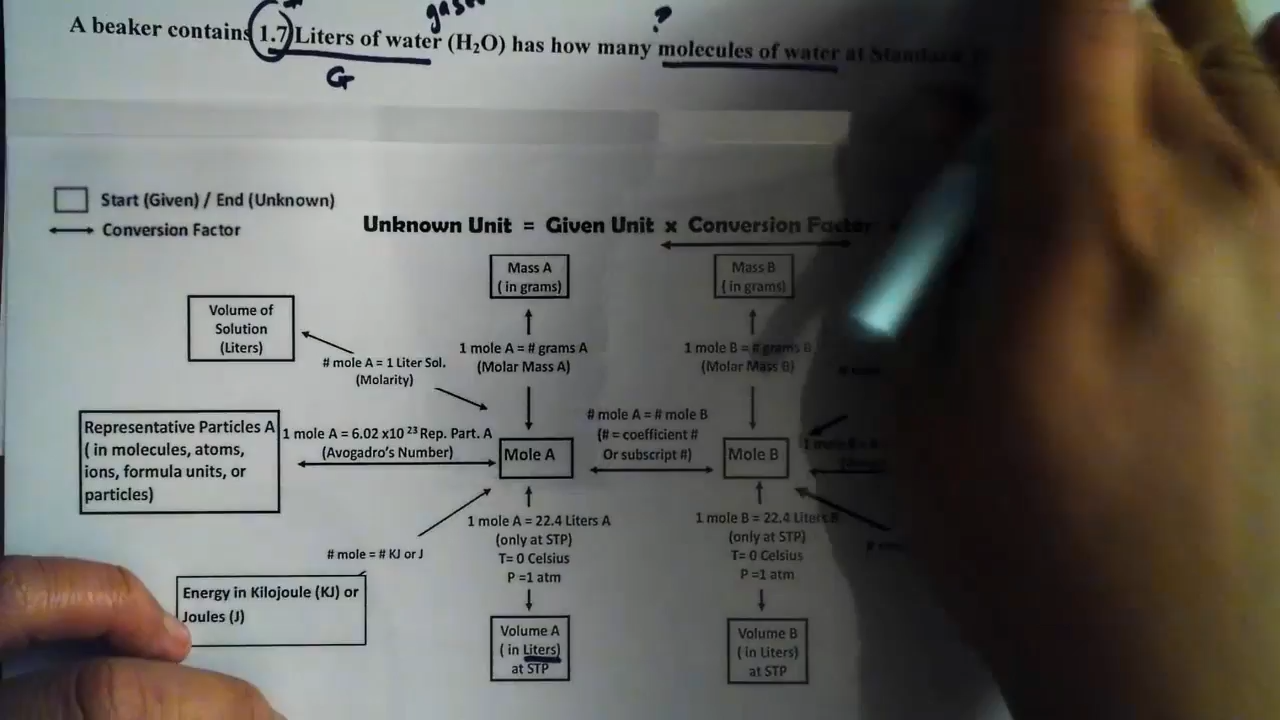 A beaker contains 1.7 Liters of water (H₂O) has how many molecules of water at Standard
?
G
Start (Given) / End (Unknown)
Conversion Factor
Unknown Unit = Given Unit x Conversion Factor
Mass A
( in grams)
Mass B
( in grams)
Volume of
Solution
(Liters)
# mole A = 1 Liter Sol.
(Molarity)
1 mole A = # grams A
(Molar Mass A)
1 mole B = # grams B
(Molar Mass B)
Representative Particles A
( in molecules, atoms,
ions, formula units, or
particles)
1 mole A = 6.02 x10 23 Rep. Part. A
(Avogadro's Number)
Mole A
# mole A = # mole B
(# = coefficient #
Or subscript #)
Mole B
# mole = # KJ or J
Energy in Kilojoule (KJ) or
Joules (J)
1 mole A = 22.4 Liters A
(only at STP)
T= 0 Celsius
P =1 atm
1 mole B = 22.4 Liters B
(only at STP)
T= 0 Celsius
P =1 atm
Volume A
( in Liters)
at STP
Volume B
( in Liters)
at STP